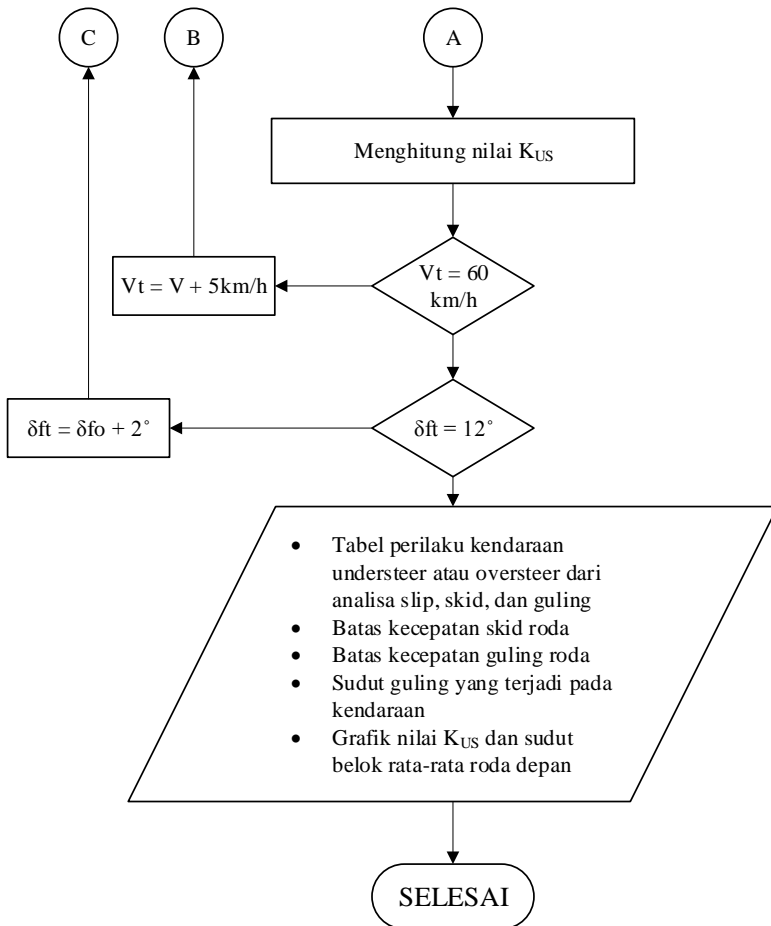 C
B
A
Menghitung nilai K_US
Vt = 60
km/h
Vt = V + 5km/h
δft = 12˚
δft = δfo + 2˚
• Tabel perilaku kendaraan
understeer atau oversteer dari
analisa slip, skid, dan guling
• Batas kecepatan skid roda
• Batas kecepatan guling roda
• Sudut guling yang terjadi pada
kendaraan
• Grafik nilai K_US dan sudut
belok rata-rata roda depan
SELESAI